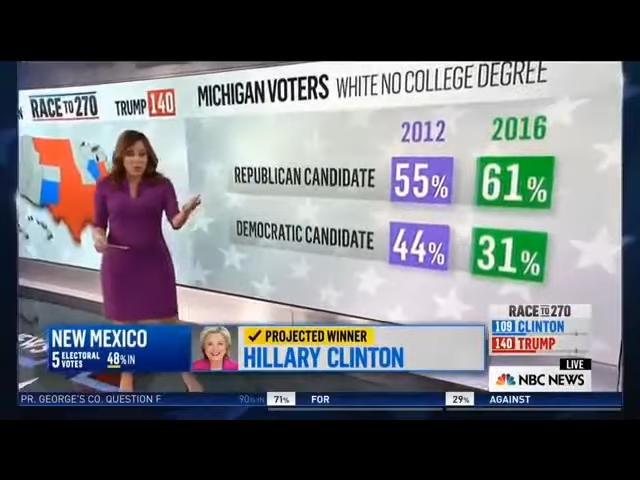 RACE TO 270
TRUMP 140
MICHIGAN VOTERS WHITE NO COLLEGE DEGREE
2012 2016
REPUBLICAN CANDIDATE 55% 61%
DEMOCRATIC CANDIDATE 44% 31%
NEW MEXICO
5 ELECTORAL VOTES 48% IN
PROJECTED WINNER
HILLARY CLINTON
RACE TO 270
109 CLINTON
140 TRUMP
LIVE
NBC NEWS
PR. GEORGE'S CO. QUESTION F 90% IN 71% FOR 29% AGAINST